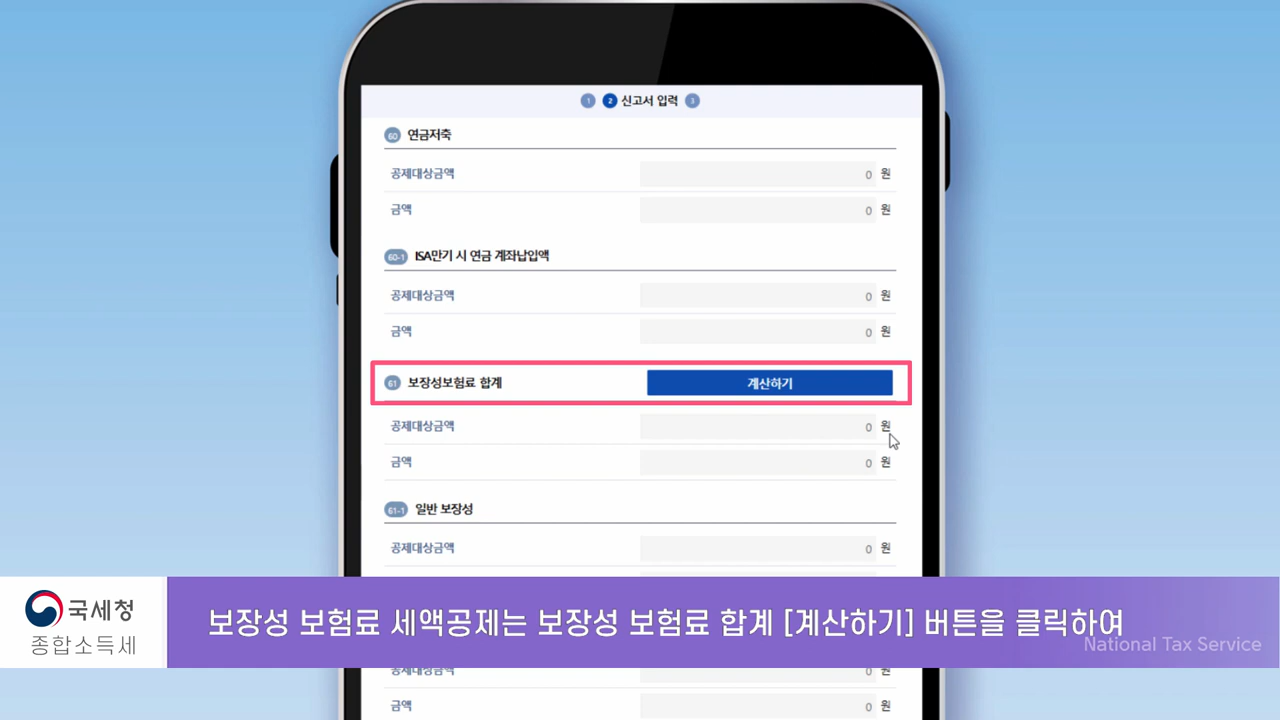 1 2 신고서 입력 3
60 연금저축
공제대상금액 0 원
금액 0 원
60-1 ISA만기 시 연금 계좌납입액
공제대상금액 0 원
금액 0 원
61 보장성보험료 합계 계산하기
공제대상금액 0 원
금액 0 원
61-1 일반 보장성
공제대상금액 0 원
국세청
종합소득세
보장성 보험료 세액공제는 보장성 보험료 합계 [계산하기] 버튼을 클릭하여
National Tax Service
공제대상금액 0 원
금액 0 원